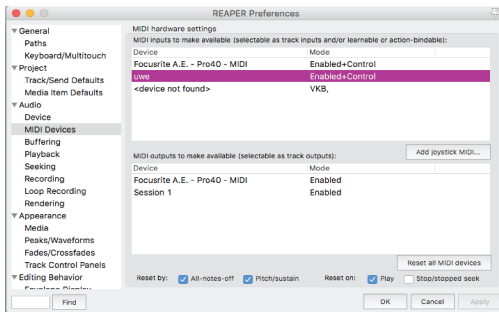 REAPER Preferences
General
Paths
Keyboard/Multitouch
Project
Track/Send Defaults
Media Item Defaults
Audio
Device
MIDI Devices
Buffering
Playback
Seeking
Recording
Loop Recording
Rendering
Appearance
Media
Peaks/Waveforms
Fades/Crossfades
Track Control Panels
Editing Behavior
Envelope Display
Find
MIDI hardware settings
MIDI inputs to make available (selectable as track inputs and/or learnable or action-bindable):
Device Mode
Focusrite A.E. - Pro40 - MIDI Enabled+Control
uwe Enabled+Control
<device not found> VKB,
Add joystick MIDI...
MIDI outputs to make available (selectable as track outputs):
Device Mode
Focusrite A.E. - Pro40 - MIDI Enabled
Session 1 Enabled
Reset all MIDI devices
Reset by: All-notes-off Pitch/sustain Reset on: Play Stop/stopped seek
OK Cancel Apply